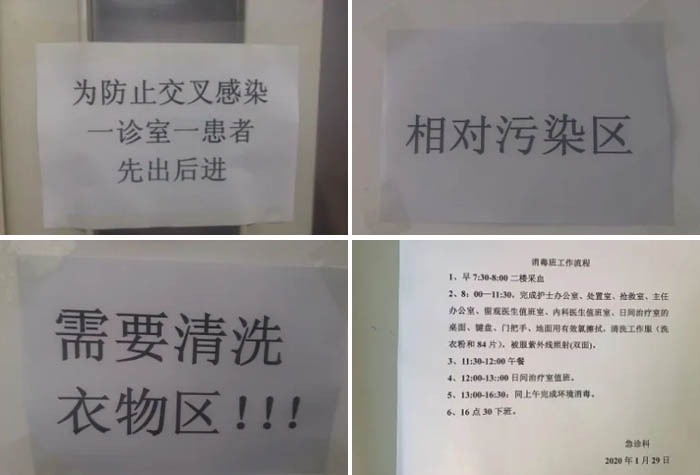 为防止交叉感染
一诊室一患者
先出后进
相对污染区
需要清洗
衣物区!!!
消毒班工作流程
1、早 7:30-8:00 二楼采血
2、8：00—11:30，完成护士办公室、处置室、抢救室、主任
办公室、留观医生值班室、内科医生值班室、日间治疗室的
桌面、键盘、门把手、地面用有效氯擦拭，清洗工作服（洗
衣粉和 84 片），被服紫外线照射(双面)。
3、11:30-12:00 午餐
4、12:00-13:00 日间治疗室值班。
5、13:00-16:30：同上午完成环境消毒。
6、16 点 30 下班。
急诊科
2020 年 1 月 29 日